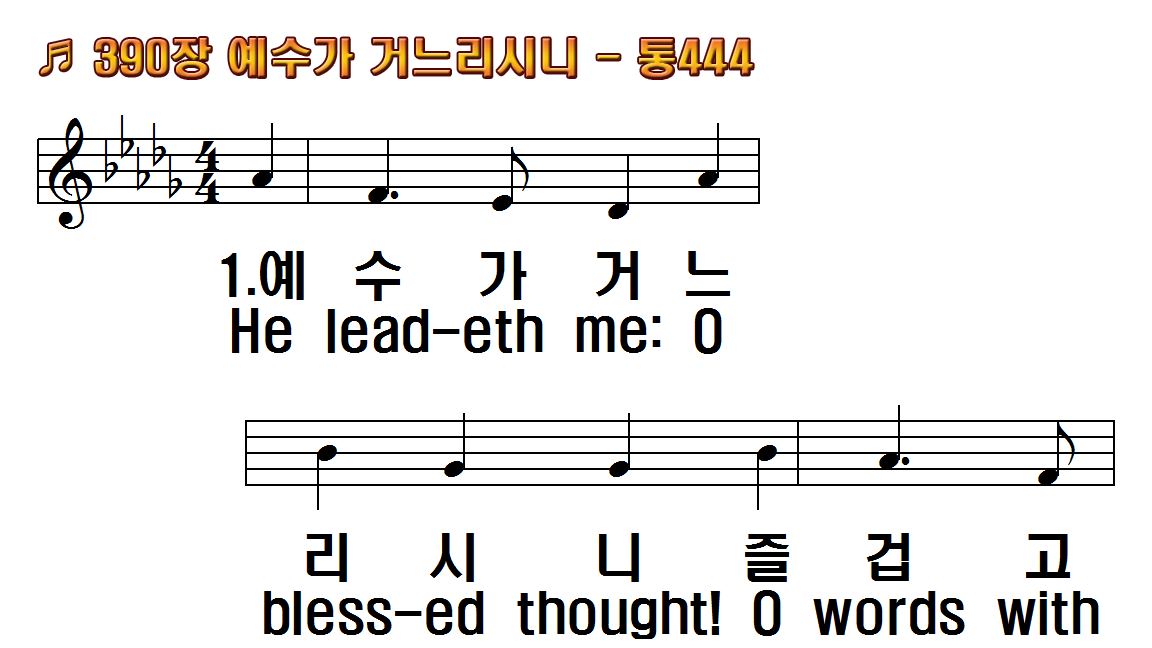 ♬ 390장 예수가 거느리시니 - 통444
1.예 수 가 거 느
He lead-eth me: O
리 시 니 즐 겁 고
bless-ed thought! O words with